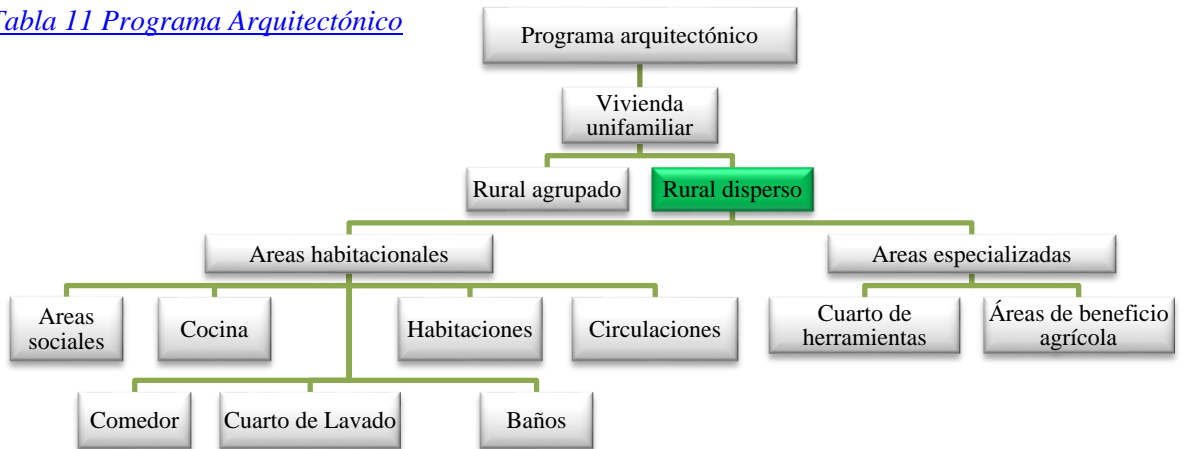 Tabla 11 Programa Arquitectónico
Programa arquitectónico
Vivienda
unifamiliar
Rural agrupado
Rural disperso
Areas habitacionales
Areas especializadas
Areas
sociales
Cocina
Habitaciones
Circulaciones
Cuarto de
herramientas
Áreas de beneficio
agrícola
Comedor
Cuarto de Lavado
Baños